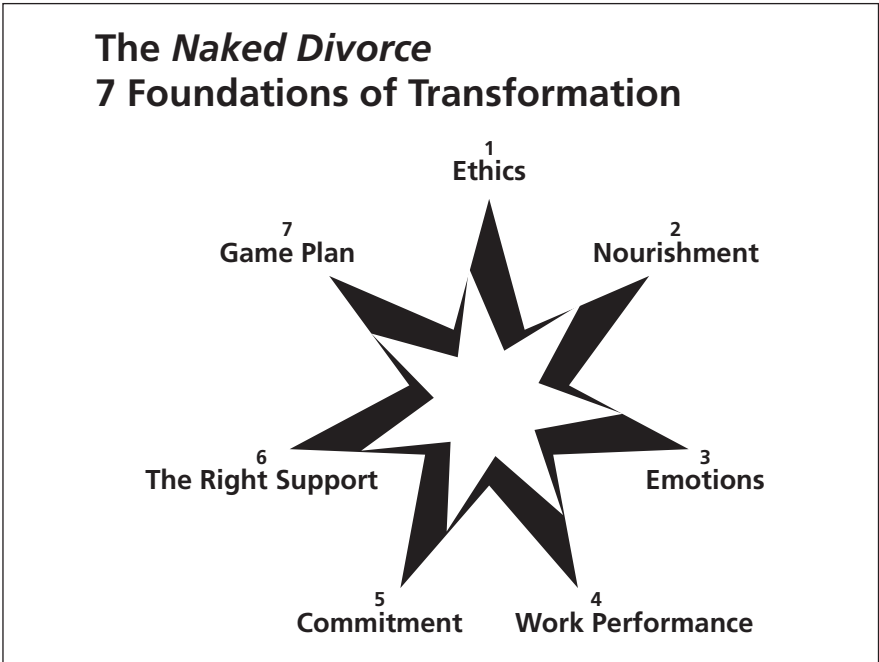 The Naked Divorce
7 Foundations of Transformation
1
Ethics
2
Nourishment
3
Emotions
4
Work Performance
5
Commitment
6
The Right Support
7
Game Plan